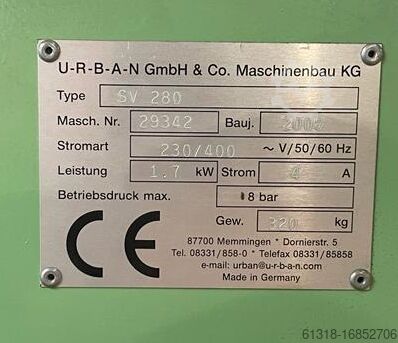 U-R-B-A-N GmbH & Co. Maschinenbau KG
Type SV 280
Masch. Nr. 29342 Bauj.
Stromart 230/400 ~ V/50/60 Hz
Leistung 1.7 kW Strom 4 A
Betriebsdruck max. 8 bar
Gew. 320 kg
CE
87700 Memmingen * Dornierstr. 5
Tel. 08331/858-0 * Telefax 08331/85858
e-mail: urban@u-r-b-a-n.com
Made in Germany
61318-16852706